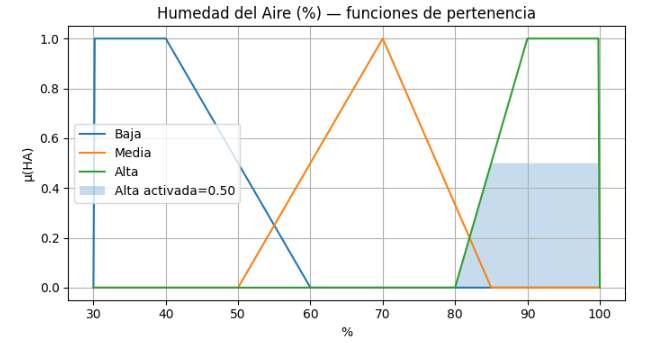 Humedad del Aire (%) — funciones de pertenencia
1.0
0.8
0.6
0.4
0.2
0.0
μ(HA)
Baja
Media
Alta
Alta activada=0.50
30 40 50 60 70 80 90 100
%